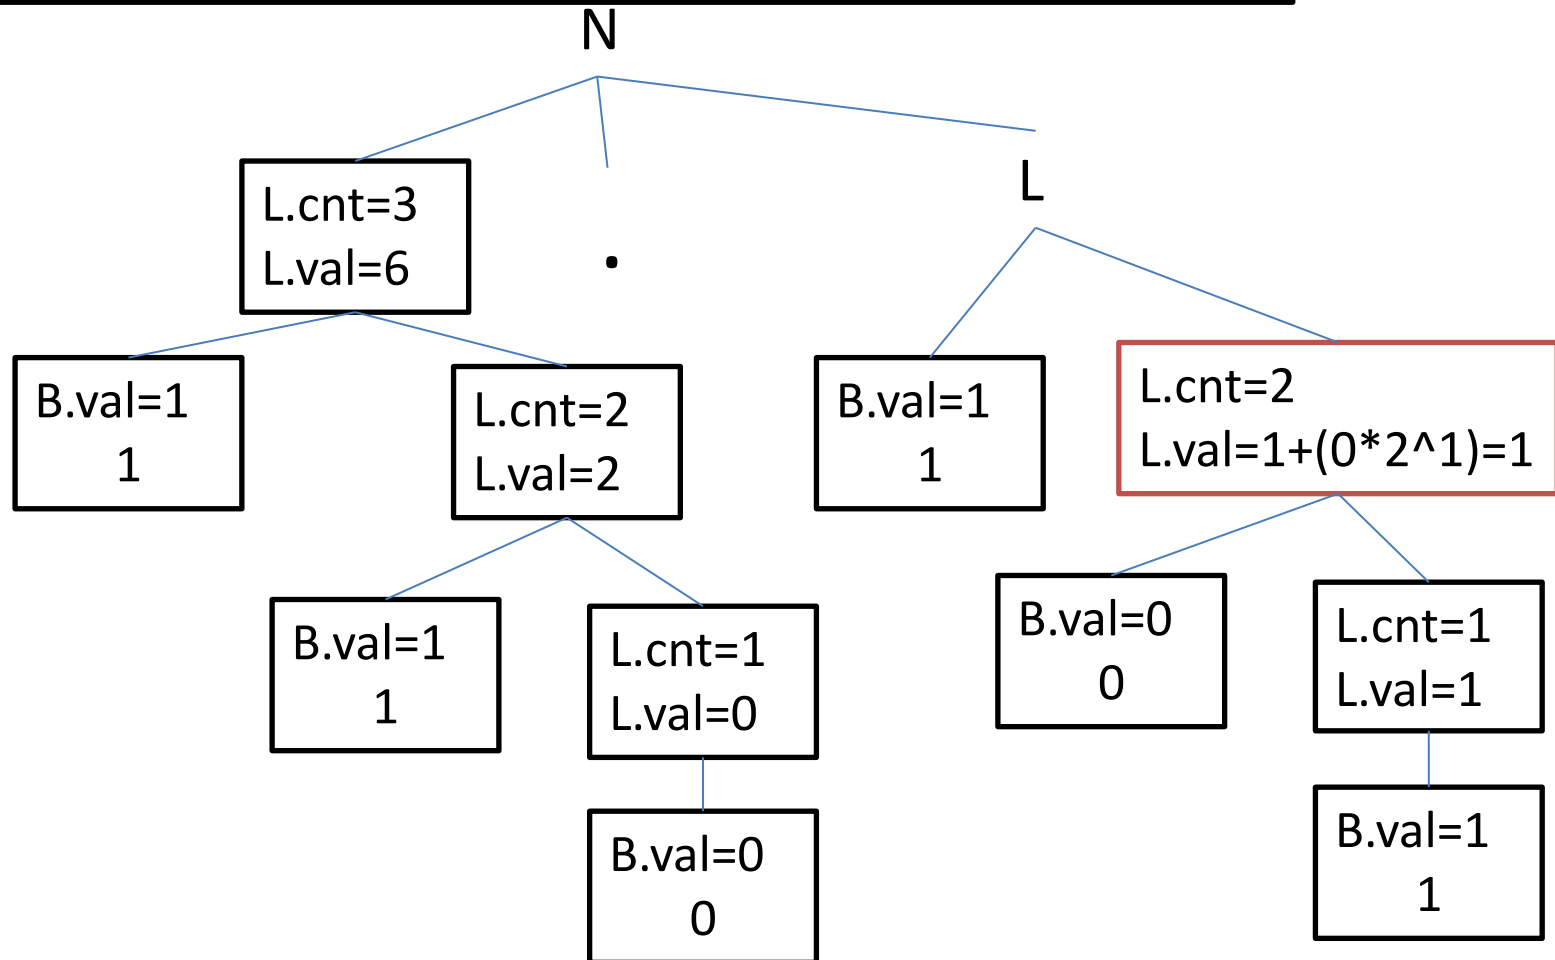 N
L.cnt=3
L.val=6
.
L
B.val=1
1
L.cnt=2
L.val=2
B.val=1
1
L.cnt=2
L.val=1+(0*2^1)=1
B.val=1
1
L.cnt=1
L.val=0
B.val=0
0
L.cnt=1
L.val=1
B.val=0
0
B.val=1
1